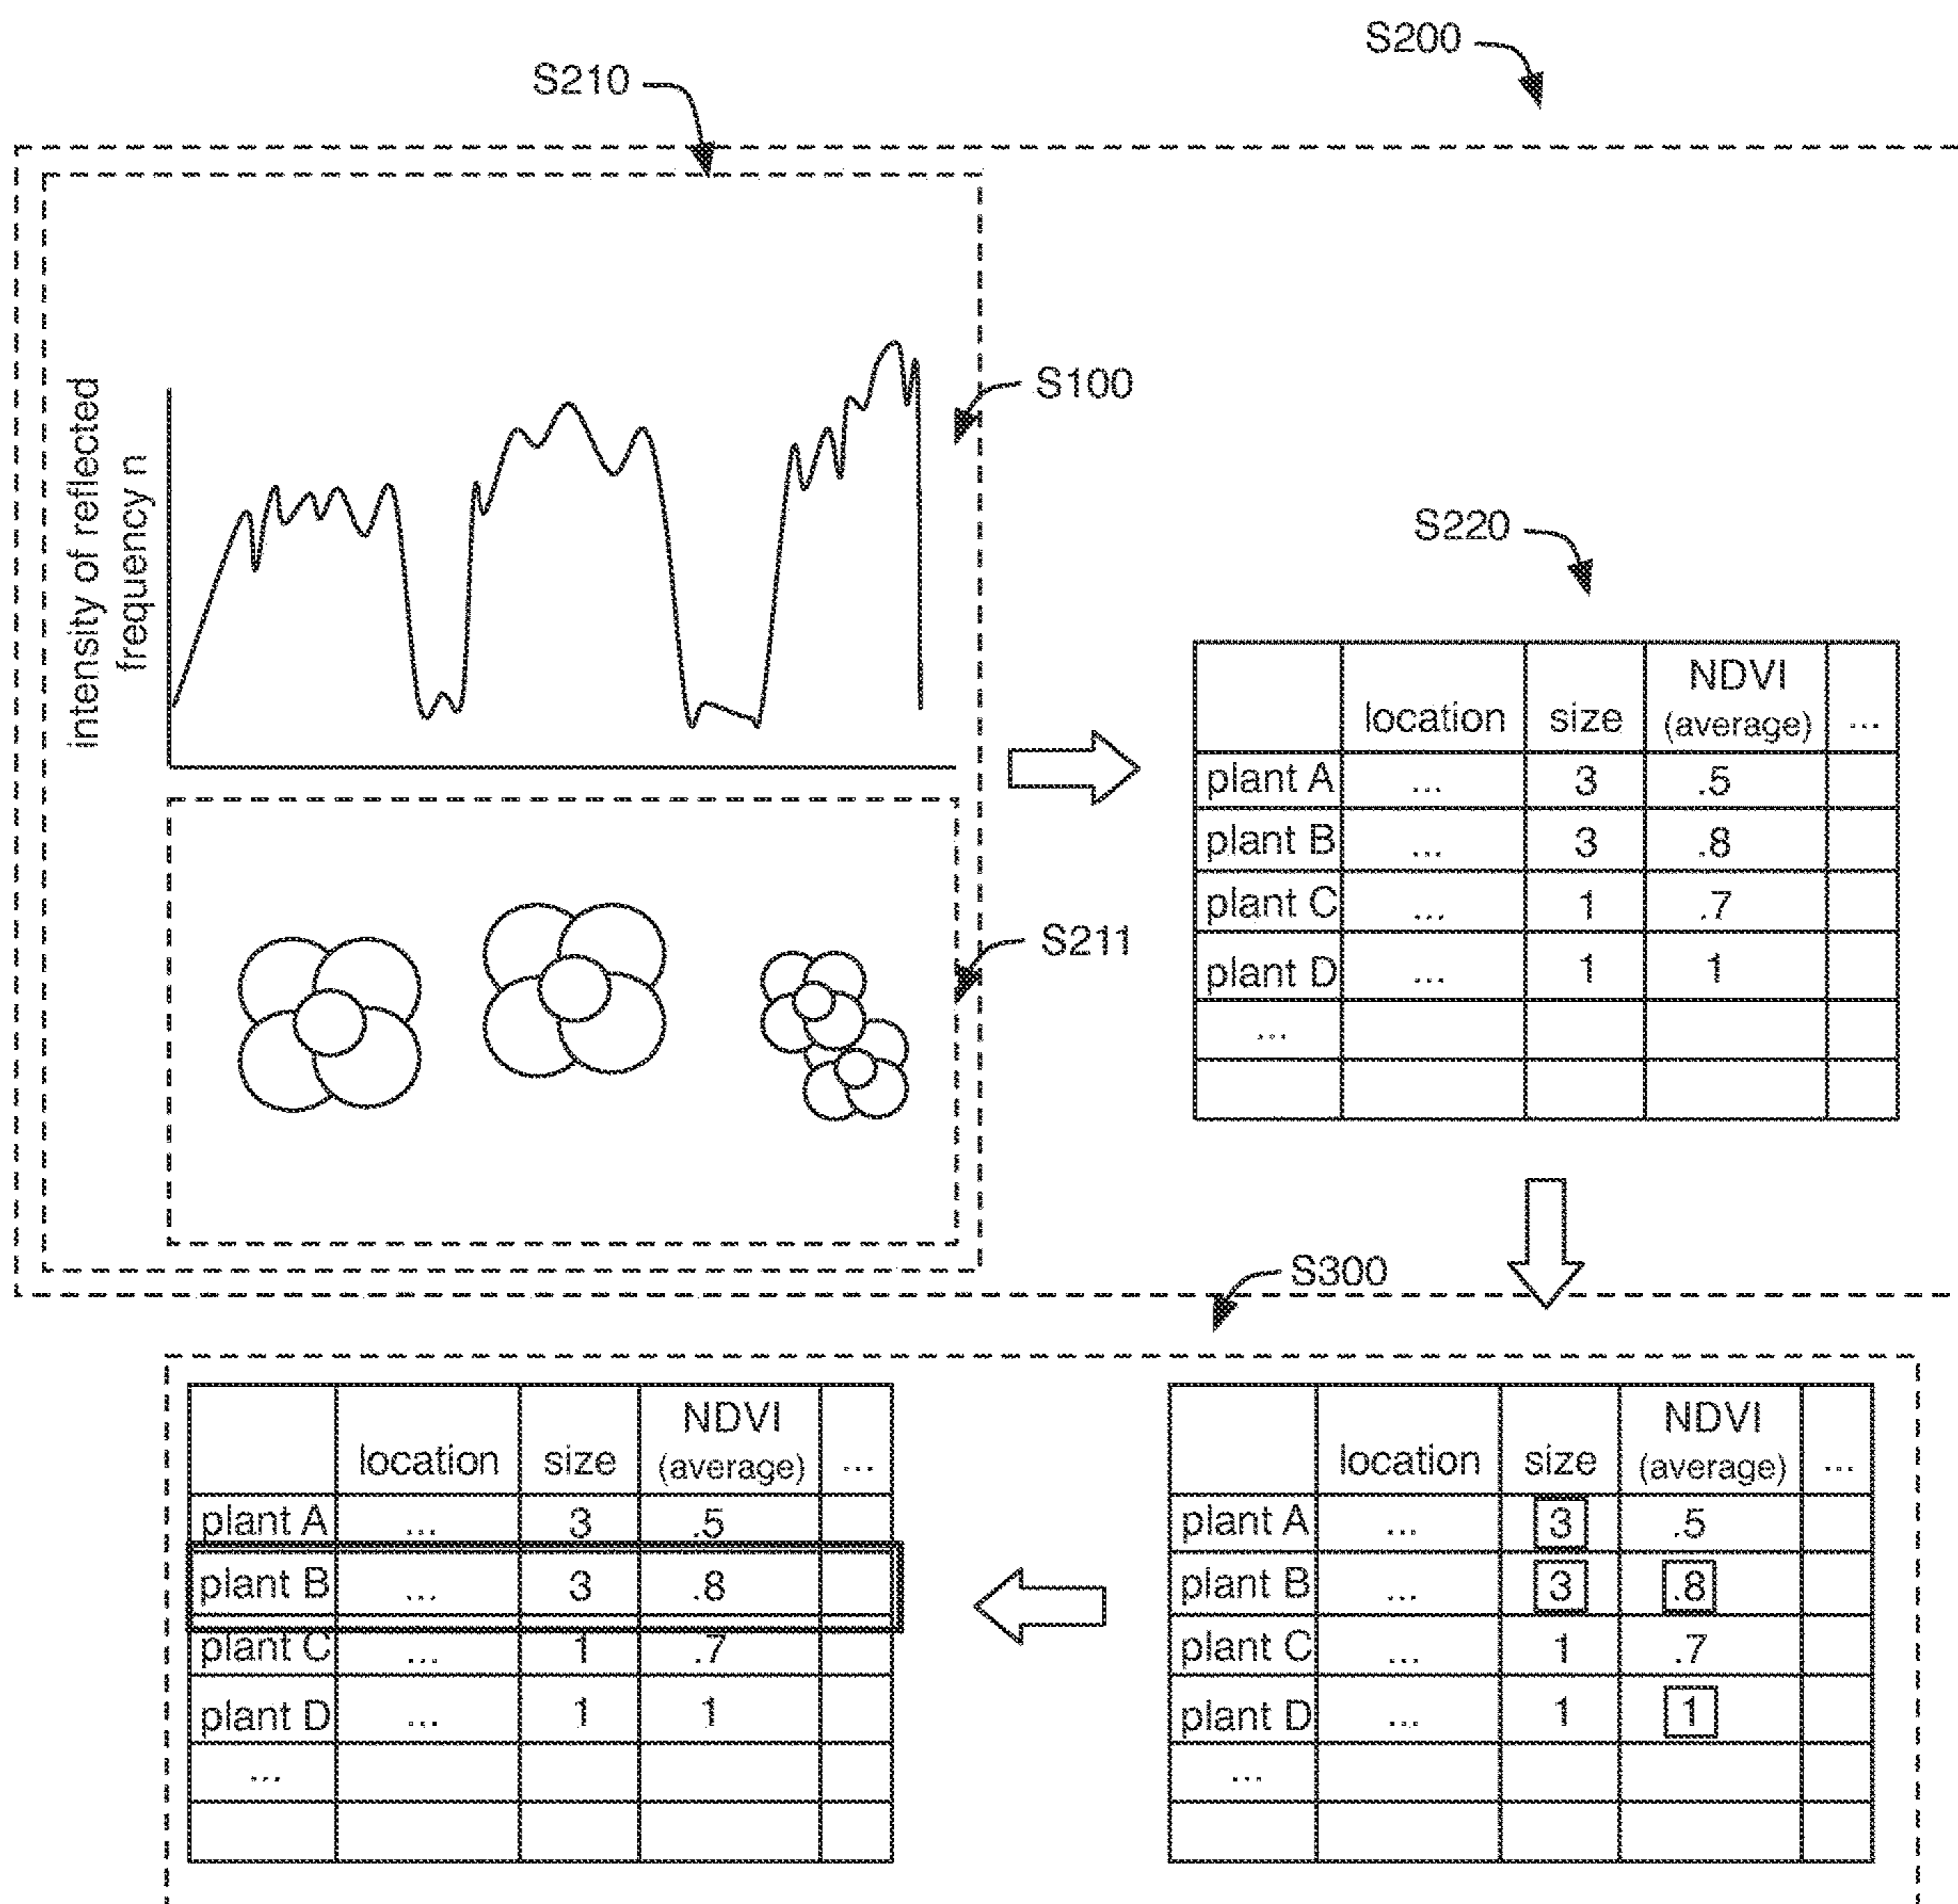 S200
S210
intensity of reflected
frequency n
S100
S220
NDVI
location size (average) ...
plant A ... 3 .5
plant B ... 3 .8
plant C ... 1 .7
plant D ... 1 1
...
S211
S300
NDVI
location size (average) ...
plant A ... 3 .5
plant B ... 3 .8
plant C ... 1 .7
plant D ... 1 1
...
NDVI
location size (average) ...
plant A ... 3 .5
plant B ... 3 .8
plant C ... 1 .7
plant D ... 1 1
...